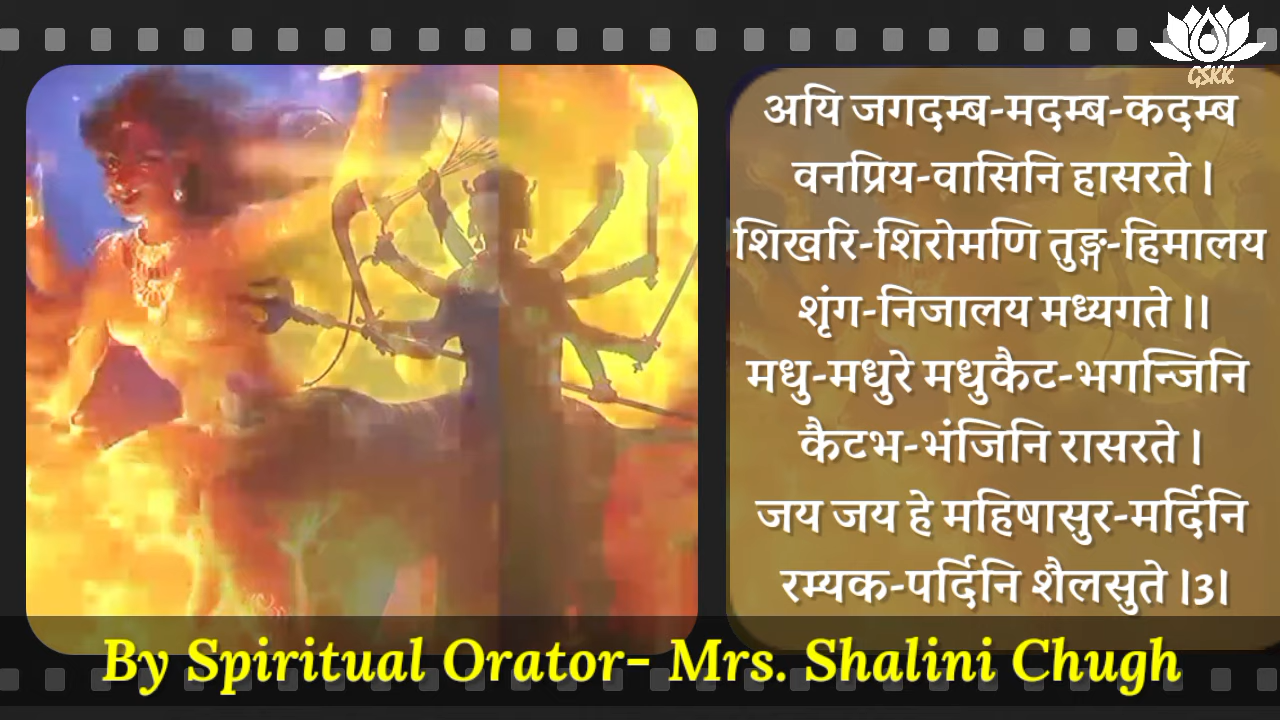 GSKK
अयि जगदम्ब-मदम्ब-कदम्ब
वनप्रिय-वासिनि हासरते ।
शिखरि-शिरोमणि तुङ्ग-हिमालय
शृंग-निजालय मध्यगते ।।
मधु-मधुरे मधुकैट-भगन्जिनि
कैटभ-भंजिनि रासरते ।
जय जय हे महिषासुर-मर्दिनि
रम्यक-पर्दिनि शैलसुते ।3।
By Spiritual Orator- Mrs. Shalini Chugh